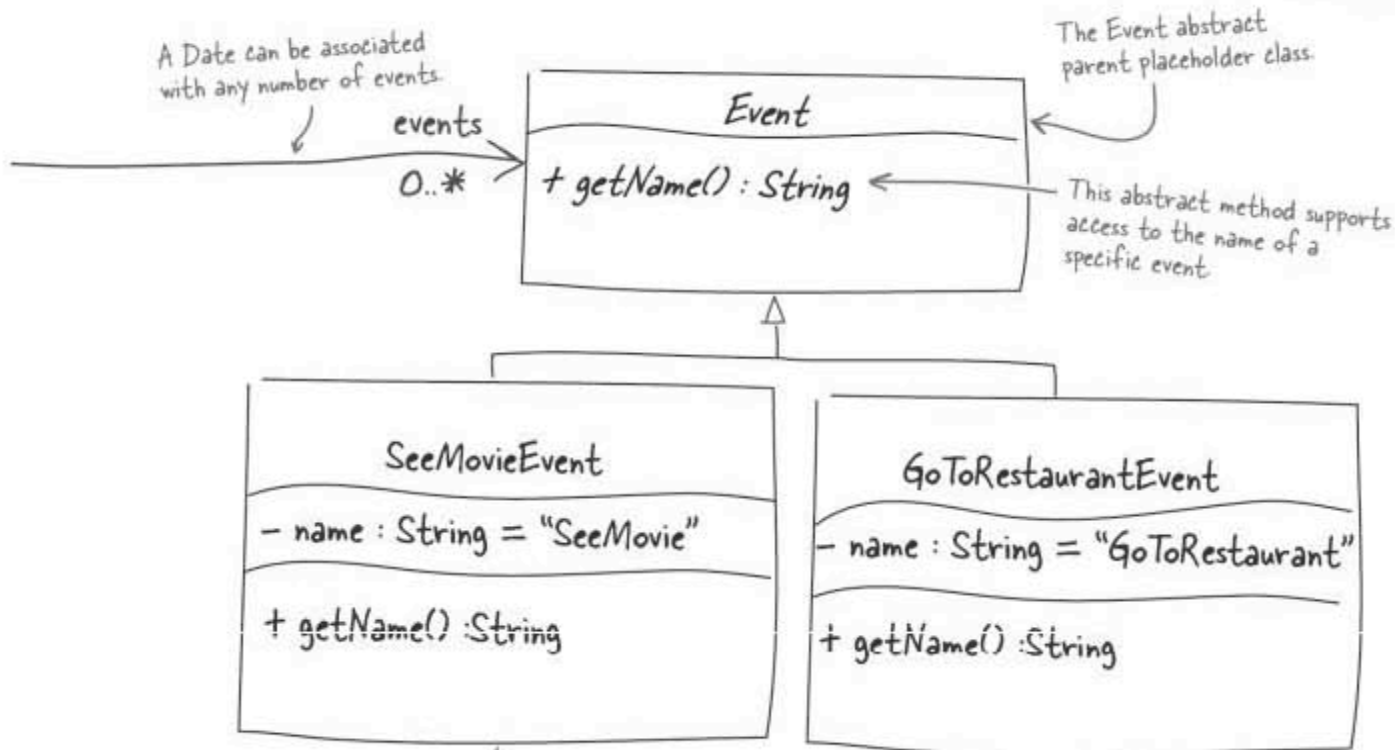 A Date can be associated
with any number of events.
The Event abstract
parent placeholder class.
events
0..*
Event
+ getName() : String
This abstract method supports
access to the name of a
specific event.
SeeMovieEvent
- name : String = “SeeMovie”
+ getName() :String
GoToRestaurantEvent
- name : String = “GoToRestaurant”
+ getName() :String